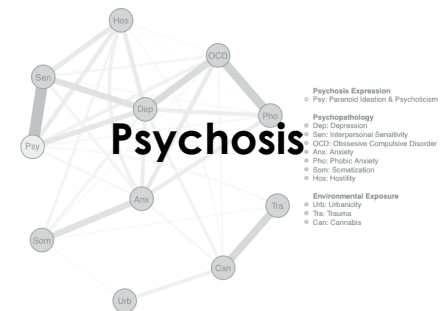 Hos
OCD
Sen
Dep
Pho
Psy
Psychosis
Anx
Tra
Som
Can
Urb
Psychosis Expression
Psy: Paranoid Ideation & Psychoticism
Psychopathology
Dep: Depression
Sen: Interpersonal Sensitivity
OCD: Obssesive Compulsive Disorder
Anx: Anxiety
Pho: Phobic Anxiety
Som: Somatization
Hos: Hostility
Environmental Exposure
Urb: Urbanicity
Tra: Trauma
Can: Cannabis